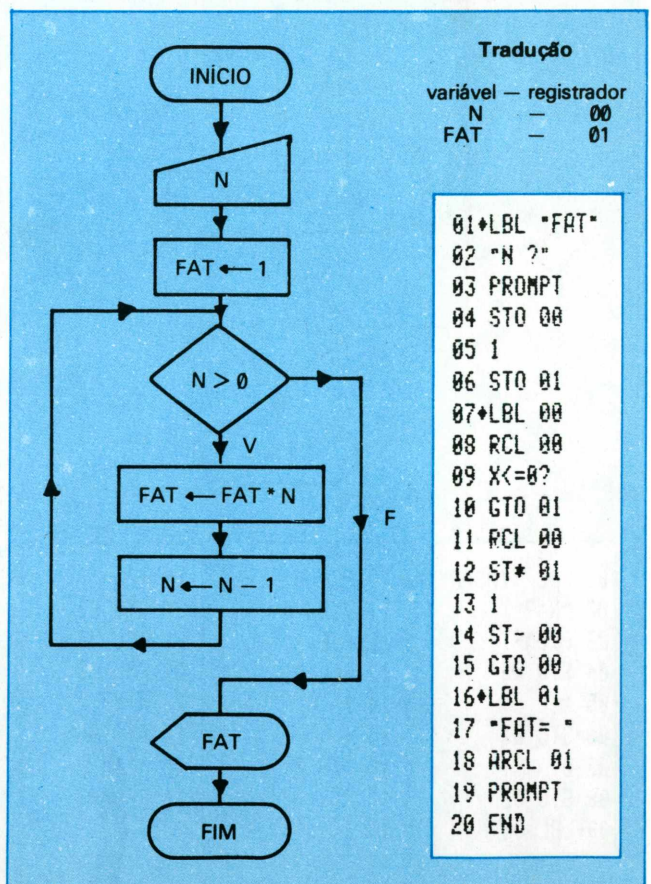 INÍCIO
N
FAT ← 1
N > 0
V
F
FAT ← FAT * N
N ← N – 1
FAT
FIM
Tradução
variável — registrador
N — 00
FAT — 01
01♦LBL "FAT"
02 "N ?"
03 PROMPT
04 STO 00
05 1
06 STO 01
07♦LBL 00
08 RCL 00
09 X<=0?
10 GTO 01
11 RCL 00
12 ST* 01
13 1
14 ST- 00
15 GTO 00
16♦LBL 01
17 "FAT= "
18 ARCL 01
19 PROMPT
20 END